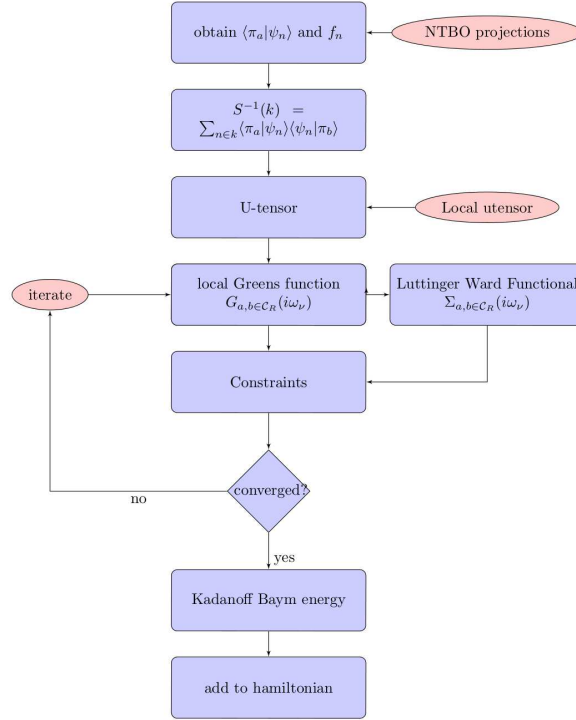 obtain ⟨π_a|ψ_n⟩ and f_n
NTBO projections
S^{-1}(k) =
∑_{n∈k}⟨π_a|ψ_n⟩⟨ψ_n|π_b⟩
U-tensor
Local utensor
iterate
local Greens function
G_{a,b∈𝒞_R}(iω_ν)
Luttinger Ward Functional
Σ_{a,b∈𝒞_R}(iω_ν)
Constraints
converged?
no
yes
Kadanoff Baym energy
add to hamiltonian